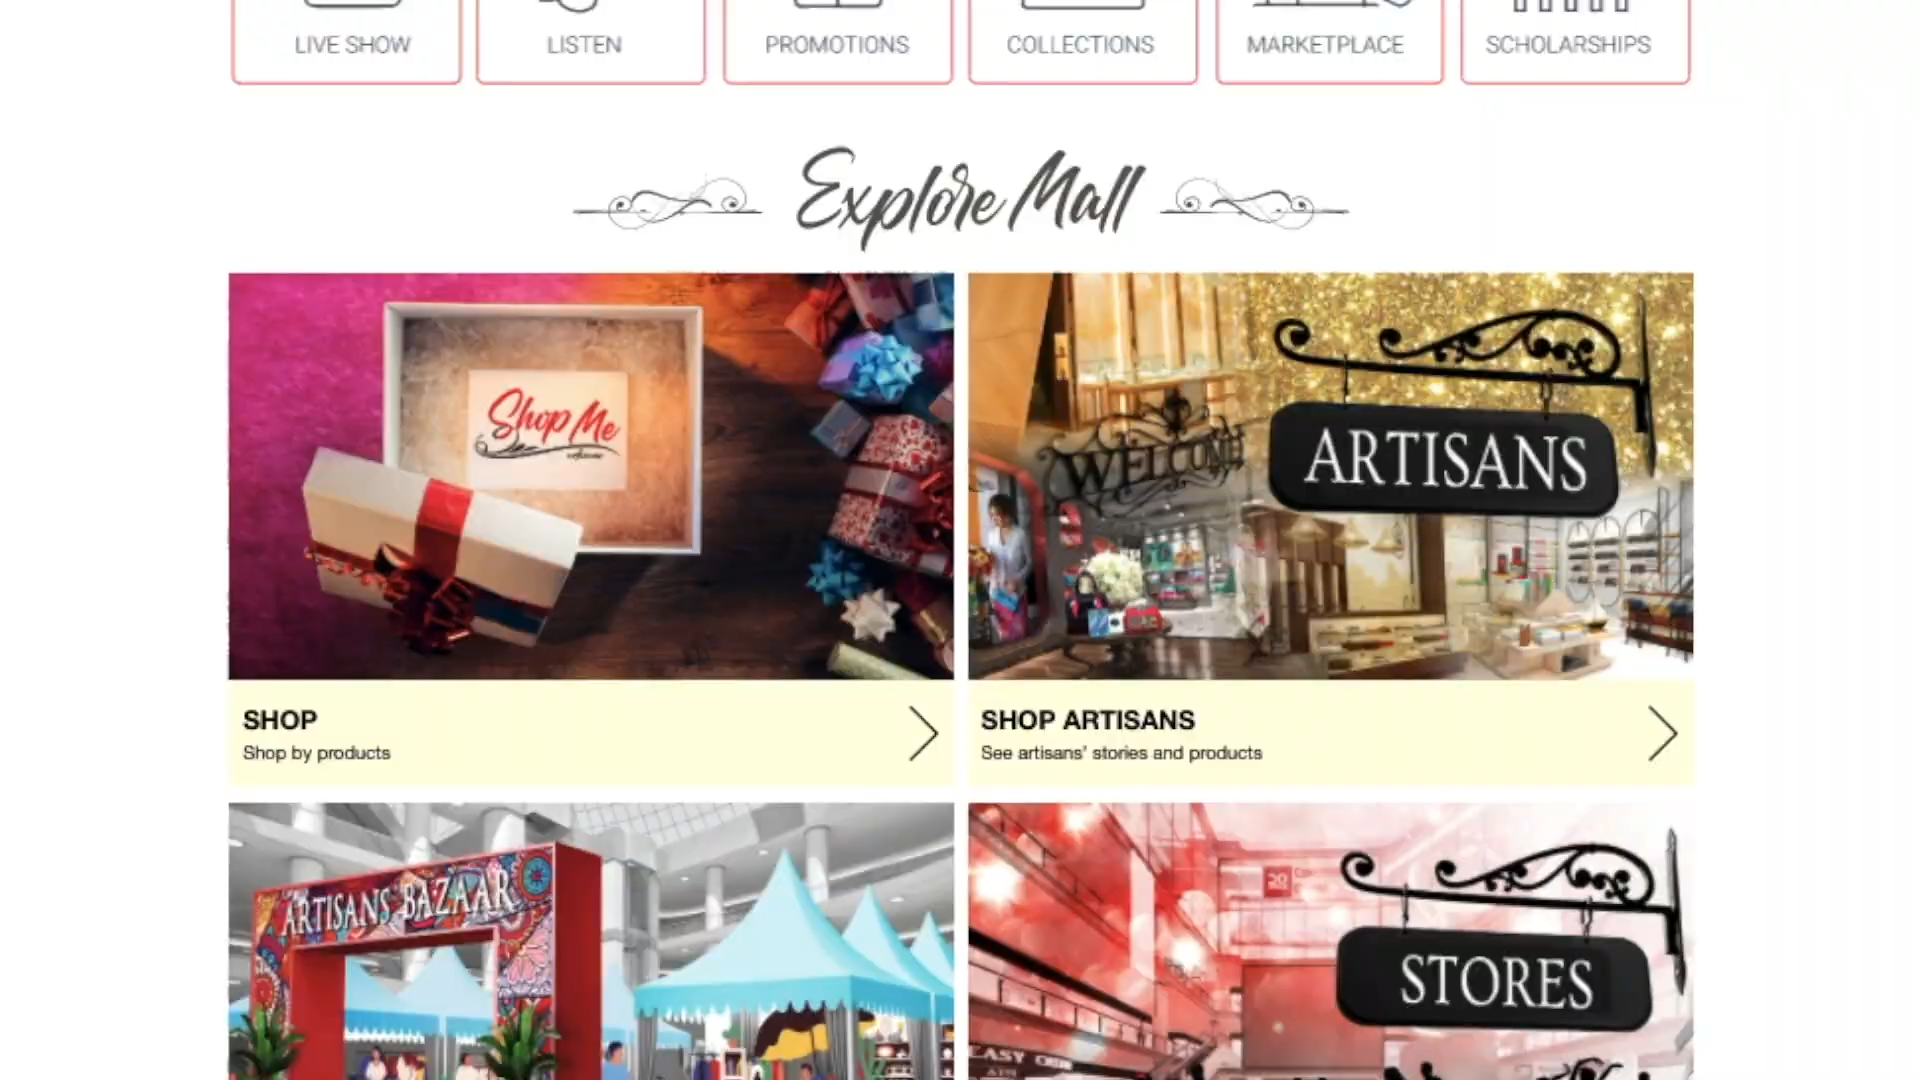 LIVE SHOW
LISTEN
PROMOTIONS
COLLECTIONS
MARKETPLACE
SCHOLARSHIPS
Explore Mall
Shop Me
WELCOME
ARTISANS
SHOP
Shop by products
SHOP ARTISANS
See artisans' stories and products
ARTISANS BAZAAR
20
STORES